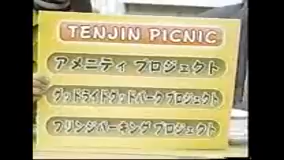 TENJIN PICNIC
アメニティ プロジェクト
グッドライドグッドパーク プロジェクト
フリンジパーキング プロジェクト